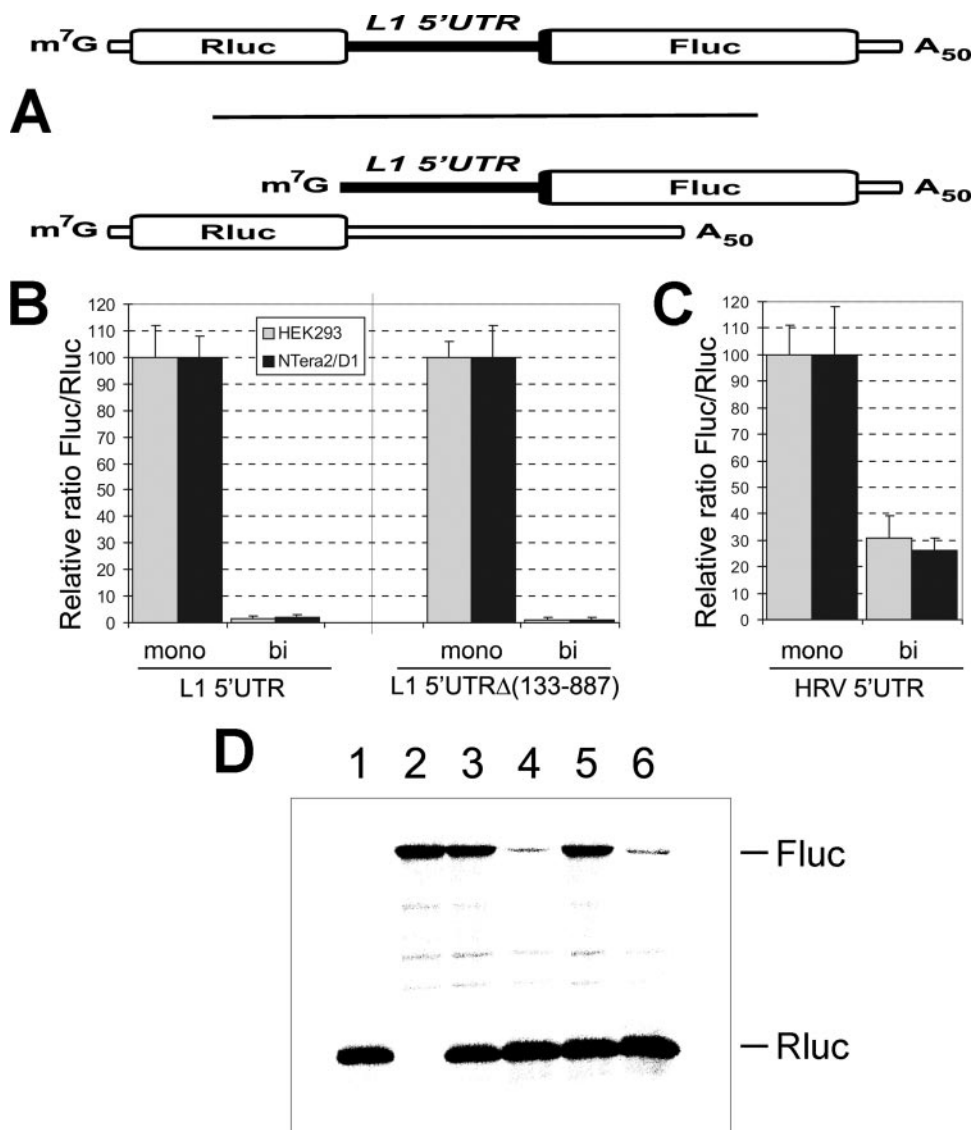 L1 5'UTR
m⁷G Rluc Fluc A₅₀
A
L1 5'UTR
m⁷G Fluc A₅₀
m⁷G Rluc A₅₀
B
Relative ratio Fluc/Rluc
120
110
100
90
80
70
60
50
40
30
20
10
0
HEK293
NTera2/D1
mono bi mono bi
L1 5'UTR L1 5'UTRΔ(133-887)
C
Relative ratio Fluc/Rluc
120
110
100
90
80
70
60
50
40
30
20
10
0
mono bi
HRV 5'UTR
D
1 2 3 4 5 6
Fluc
Rluc